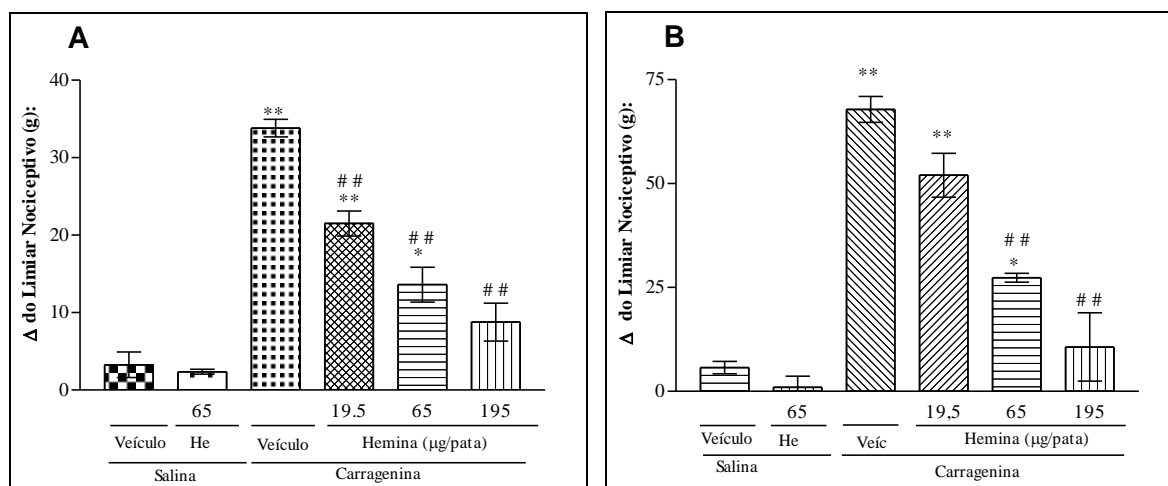 A
Δ do Limiar Nociceptivo (g):
40
30
20
10
0
**
# #
**
# #
*
# #
65
19.5
65
195
Veículo
He
Veículo
Hemina (μg/pata)
Salina
Carragenina
B
Δ do Limiar Nociceptivo (g):
75
50
25
0
**
**
# #
*
# #
65
19,5
65
195
Veículo
He
Veíc
Hemina (μg/pata)
Salina
Carragenina